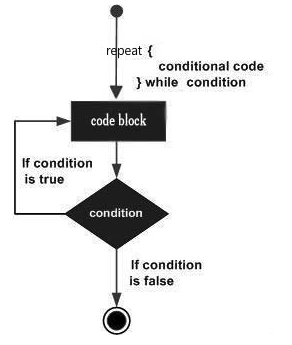 repeat {
conditional code
} while condition
code block
If condition
is true
condition
If condition
is false